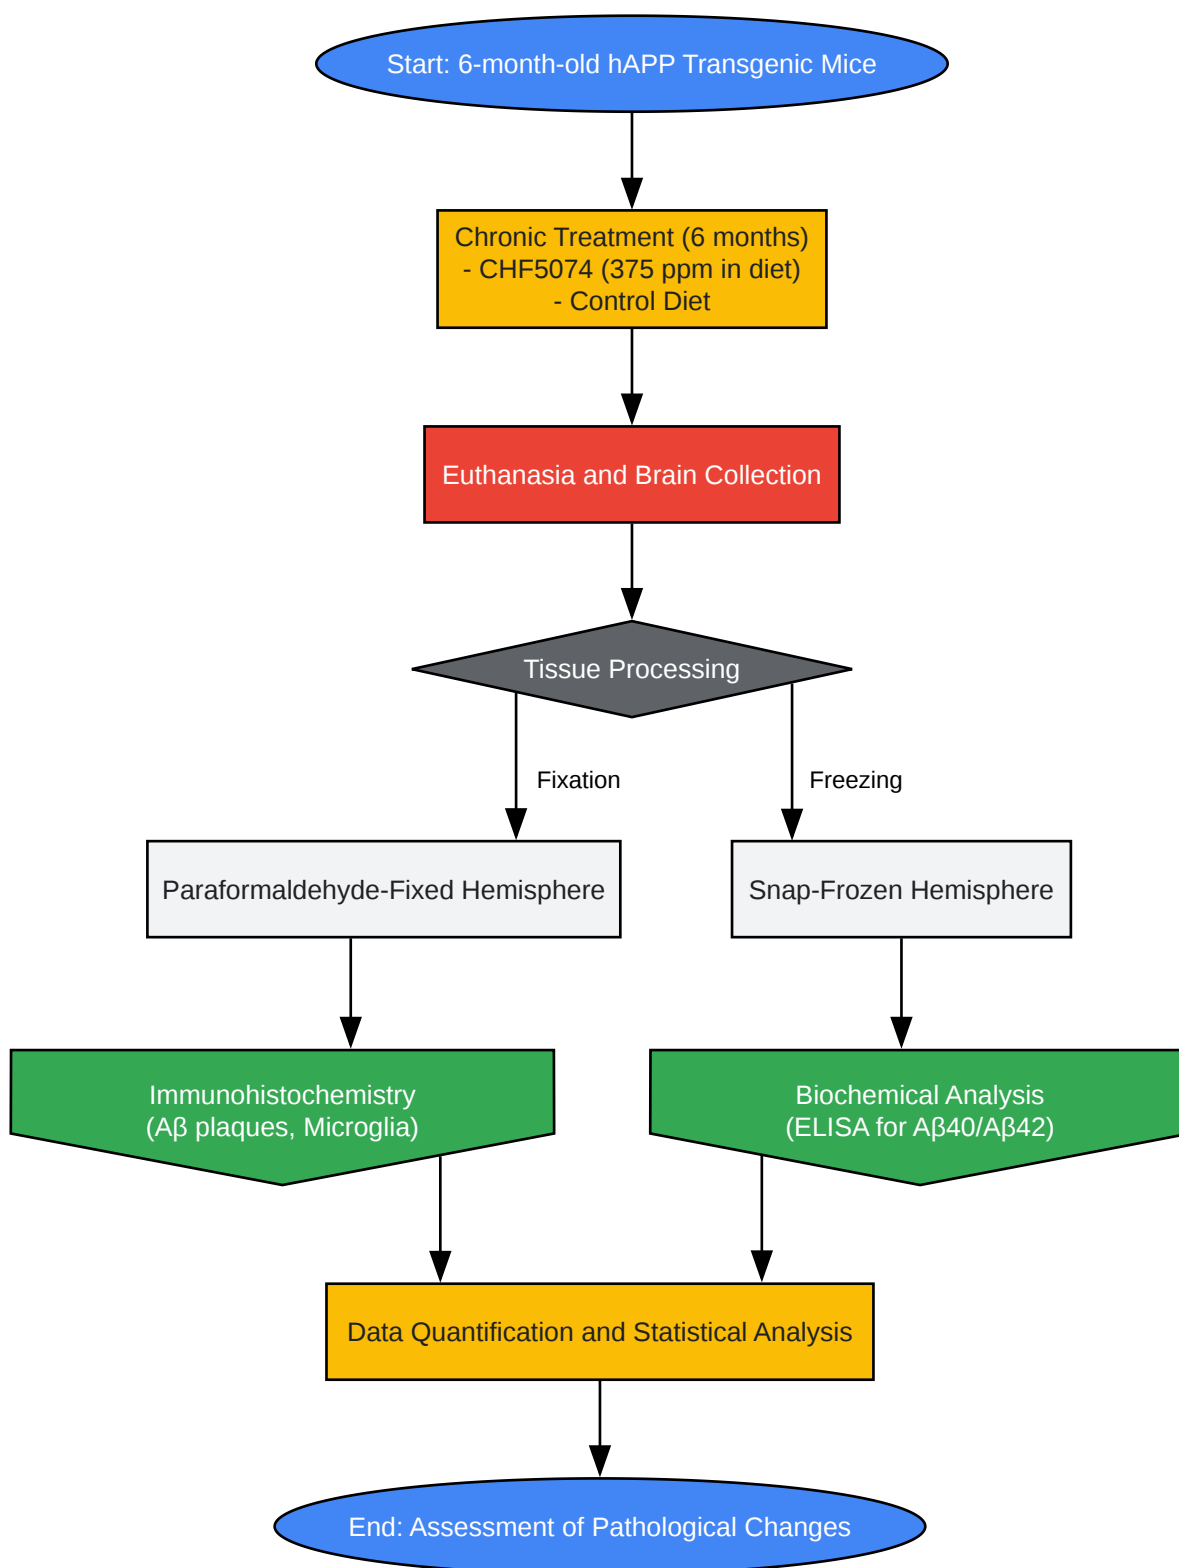 Start: 6-month-old hAPP Transgenic Mice
Chronic Treatment (6 months)
- CHF5074 (375 ppm in diet)
- Control Diet
Euthanasia and Brain Collection
Tissue Processing
Fixation
Freezing
Paraformaldehyde-Fixed Hemisphere
Snap-Frozen Hemisphere
Immunohistochemistry
(Aβ plaques, Microglia)
Biochemical Analysis
(ELISA for Aβ40/Aβ42)
Data Quantification and Statistical Analysis
End: Assessment of Pathological Changes